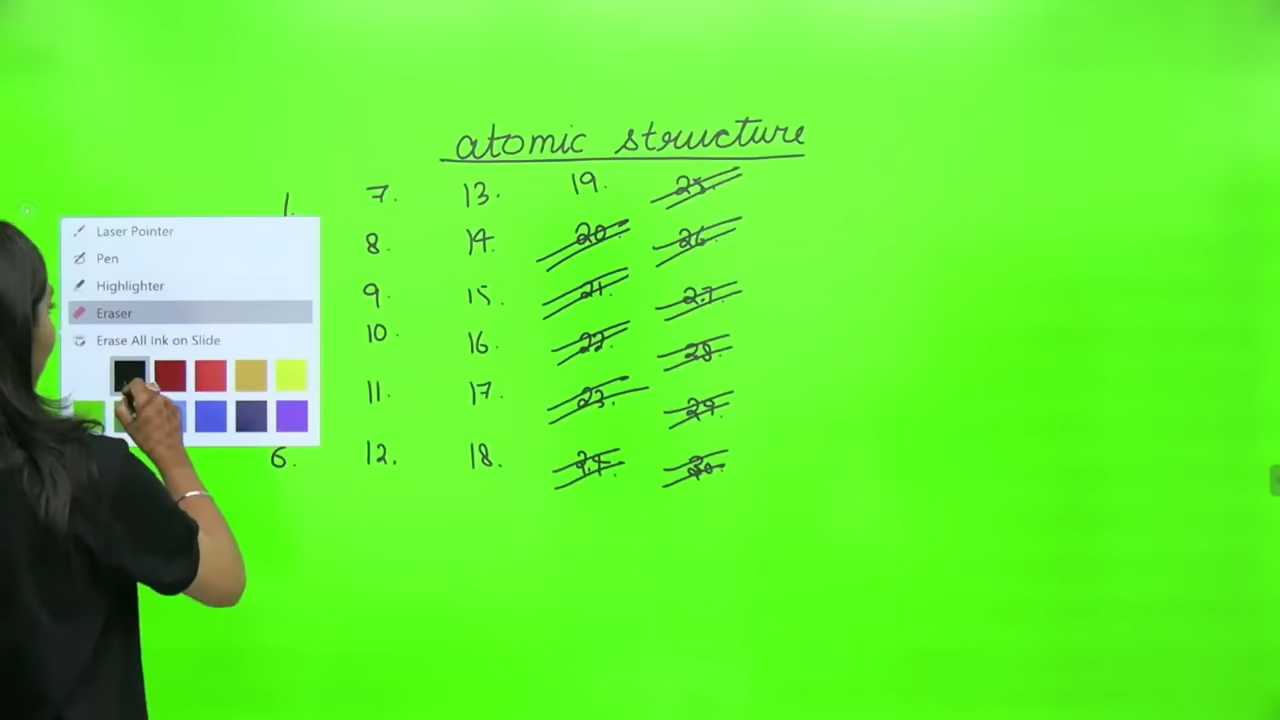 atomic structure
1. 7. 13. 19. 25.
8. 14. 20. 26.
9. 15. 21. 27.
10. 16. 22. 28.
11. 17. 23. 29.
6. 12. 18. 24. 30.
Laser Pointer
Pen
Highlighter
Eraser
Erase All Ink on Slide